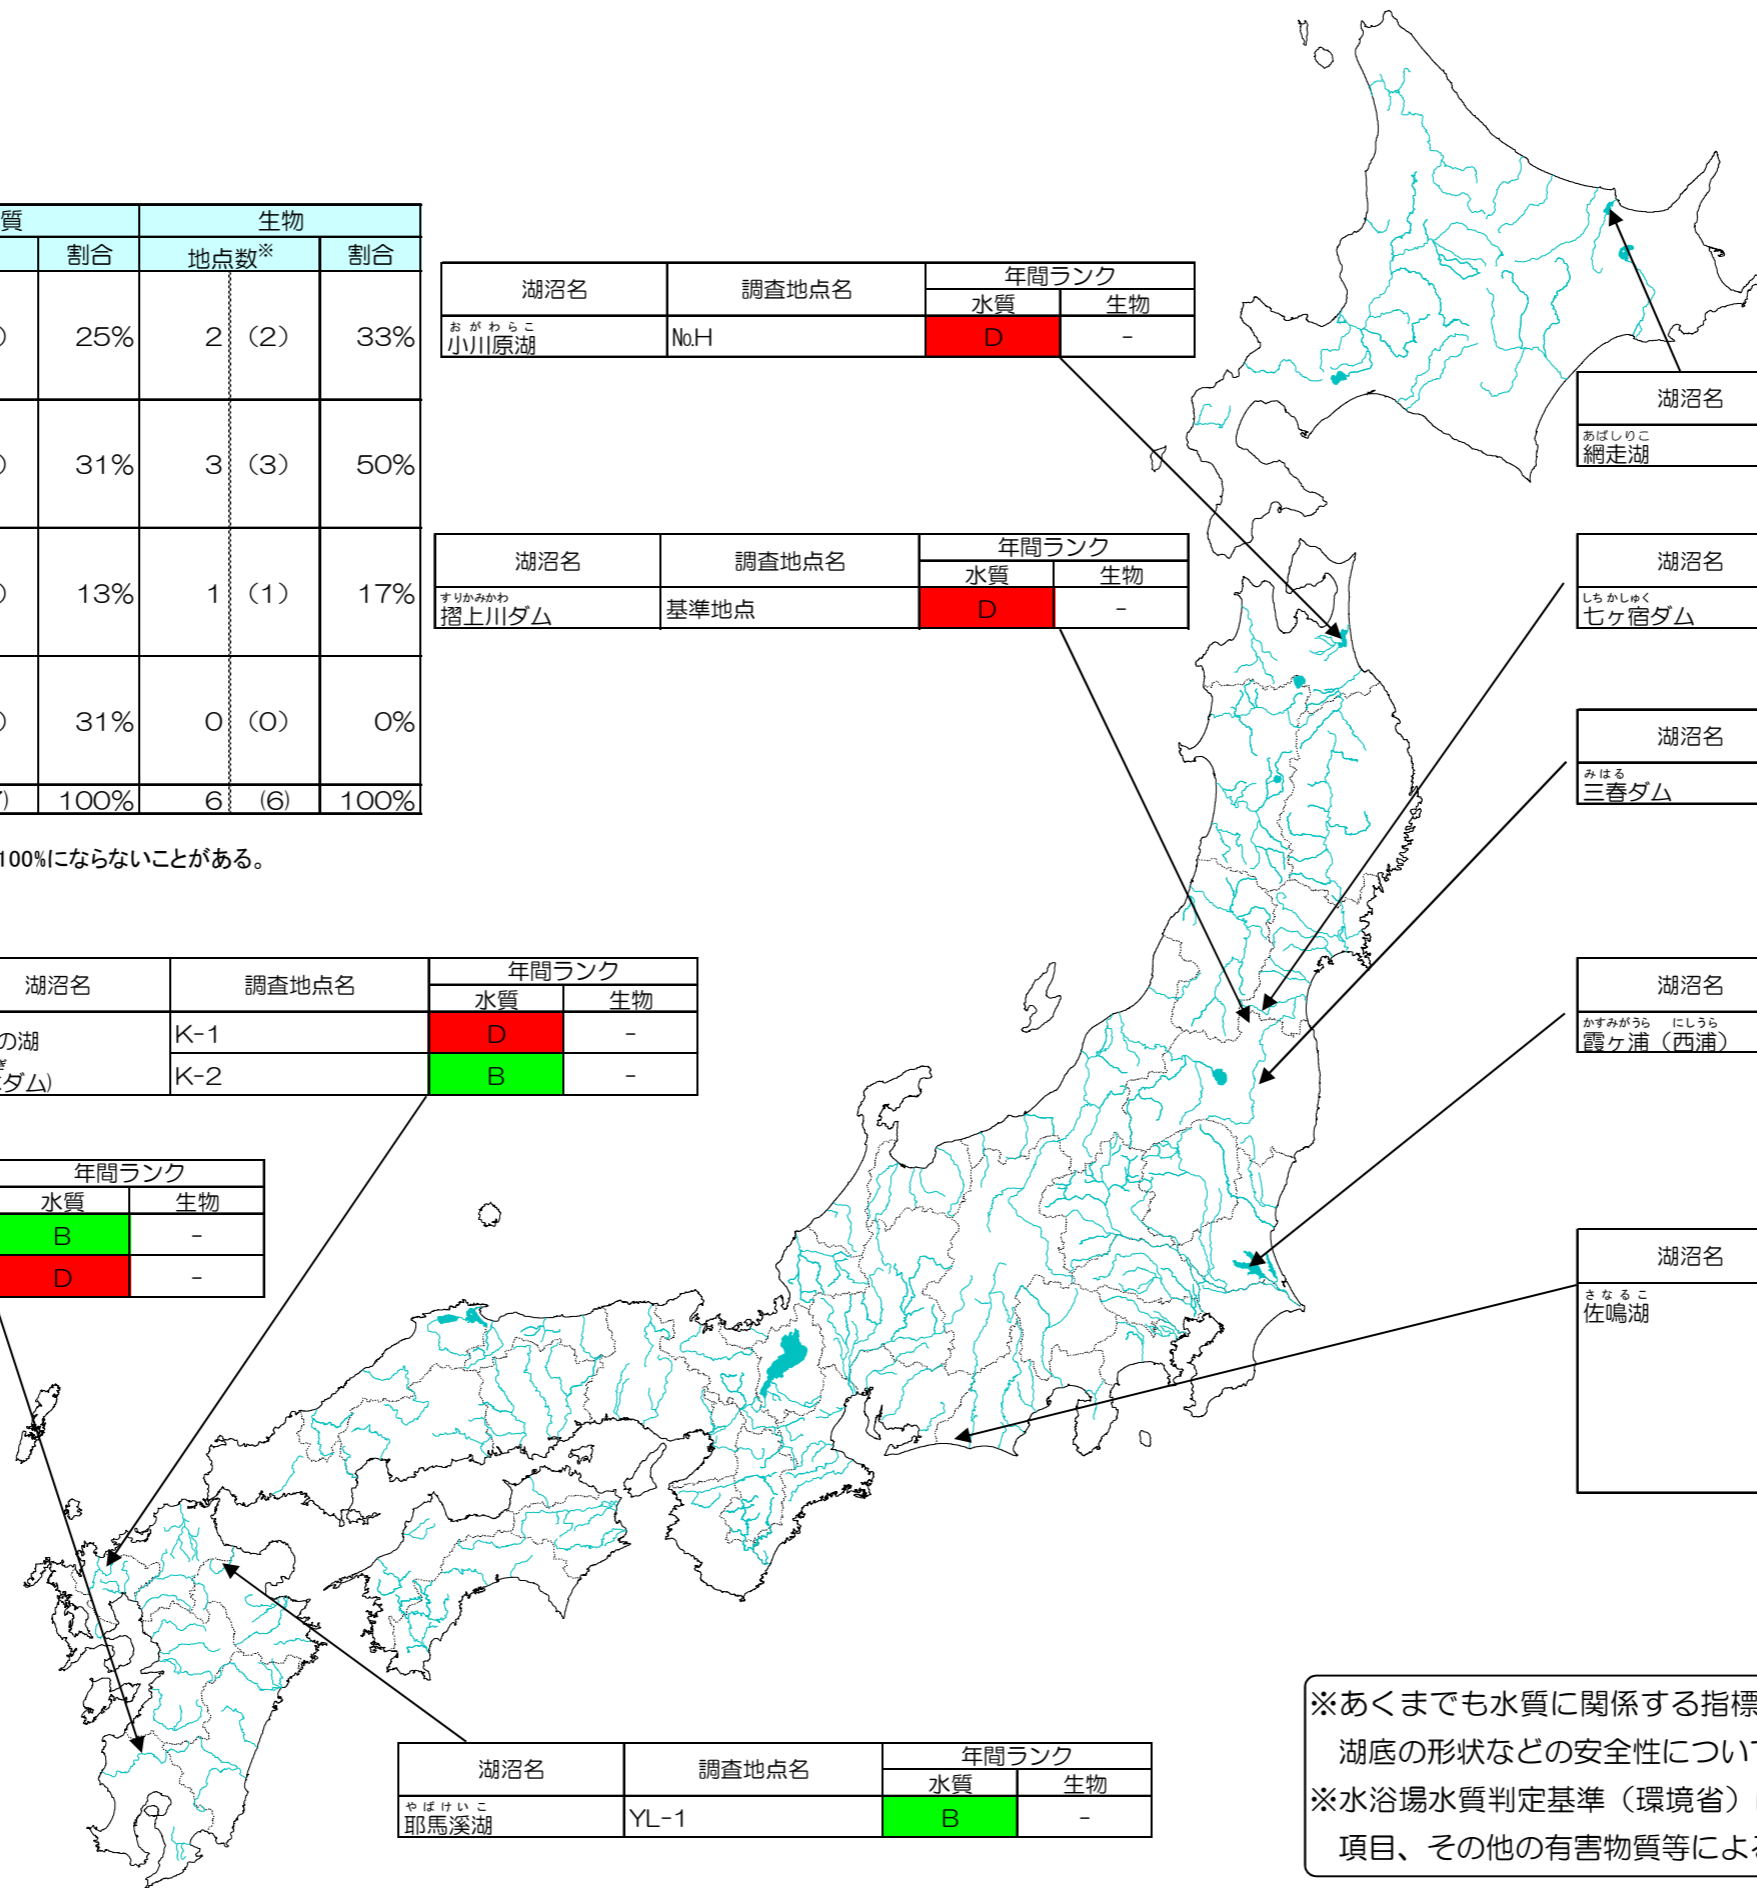 質 生物
割合 地点数※ 割合
) 25% 2 (2) 33%
) 31% 3 (3) 50%
) 13% 1 (1) 17%
) 31% 0 (0) 0%
) 100% 6 (6) 100%
100%にならないことがある。
湖沼名 調査地点名 年間ランク
水質 生物
おがわらこ
小川原湖 No.H D -
湖沼名 調査地点名 年間ランク
水質 生物
すりかみかわ
摺上川ダム 基準地点 D -
湖沼名
あばしりこ
網走湖
湖沼名
しちかしゅく
七ヶ宿ダム
湖沼名
みはる
三春ダム
湖沼名
かすみがうら にしうら
霞ヶ浦（西浦）
湖沼名
さなるこ
佐鳴湖
湖沼名 調査地点名 年間ランク
水質 生物
の湖 K-1 D -
ぎ
ダム) K-2 B -
年間ランク
水質 生物
B -
D -
湖沼名 調査地点名 年間ランク
水質 生物
やばけいこ
耶馬溪湖 YL-1 B -
※あくまでも水質に関係する指標
湖底の形状などの安全性につい
※水浴場水質判定基準（環境省）
項目、その他の有害物質等によ